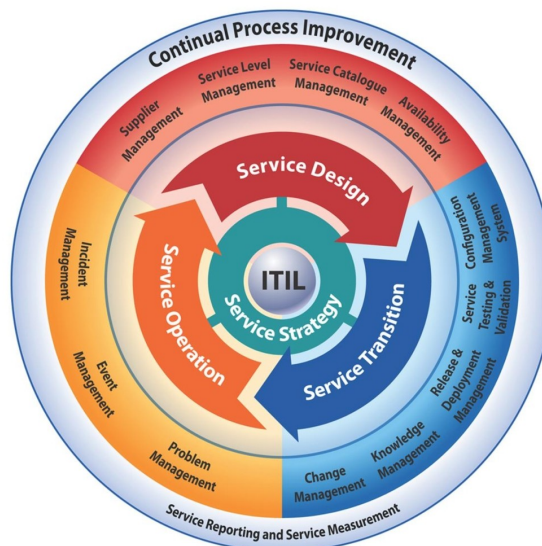 Continual Process Improvement
Supplier
Management
Service Level
Management
Service Catalogue
Management
Availability
Management
Service Design
Configuration
Management
System
Service
Testing &
Validation
Release &
Deployment
Management
Knowledge
Management
Change
Management
Service Transition
ITIL
Service Strategy
Service Operation
Incident
Management
Event
Management
Problem
Management
Service Reporting and Service Measurement